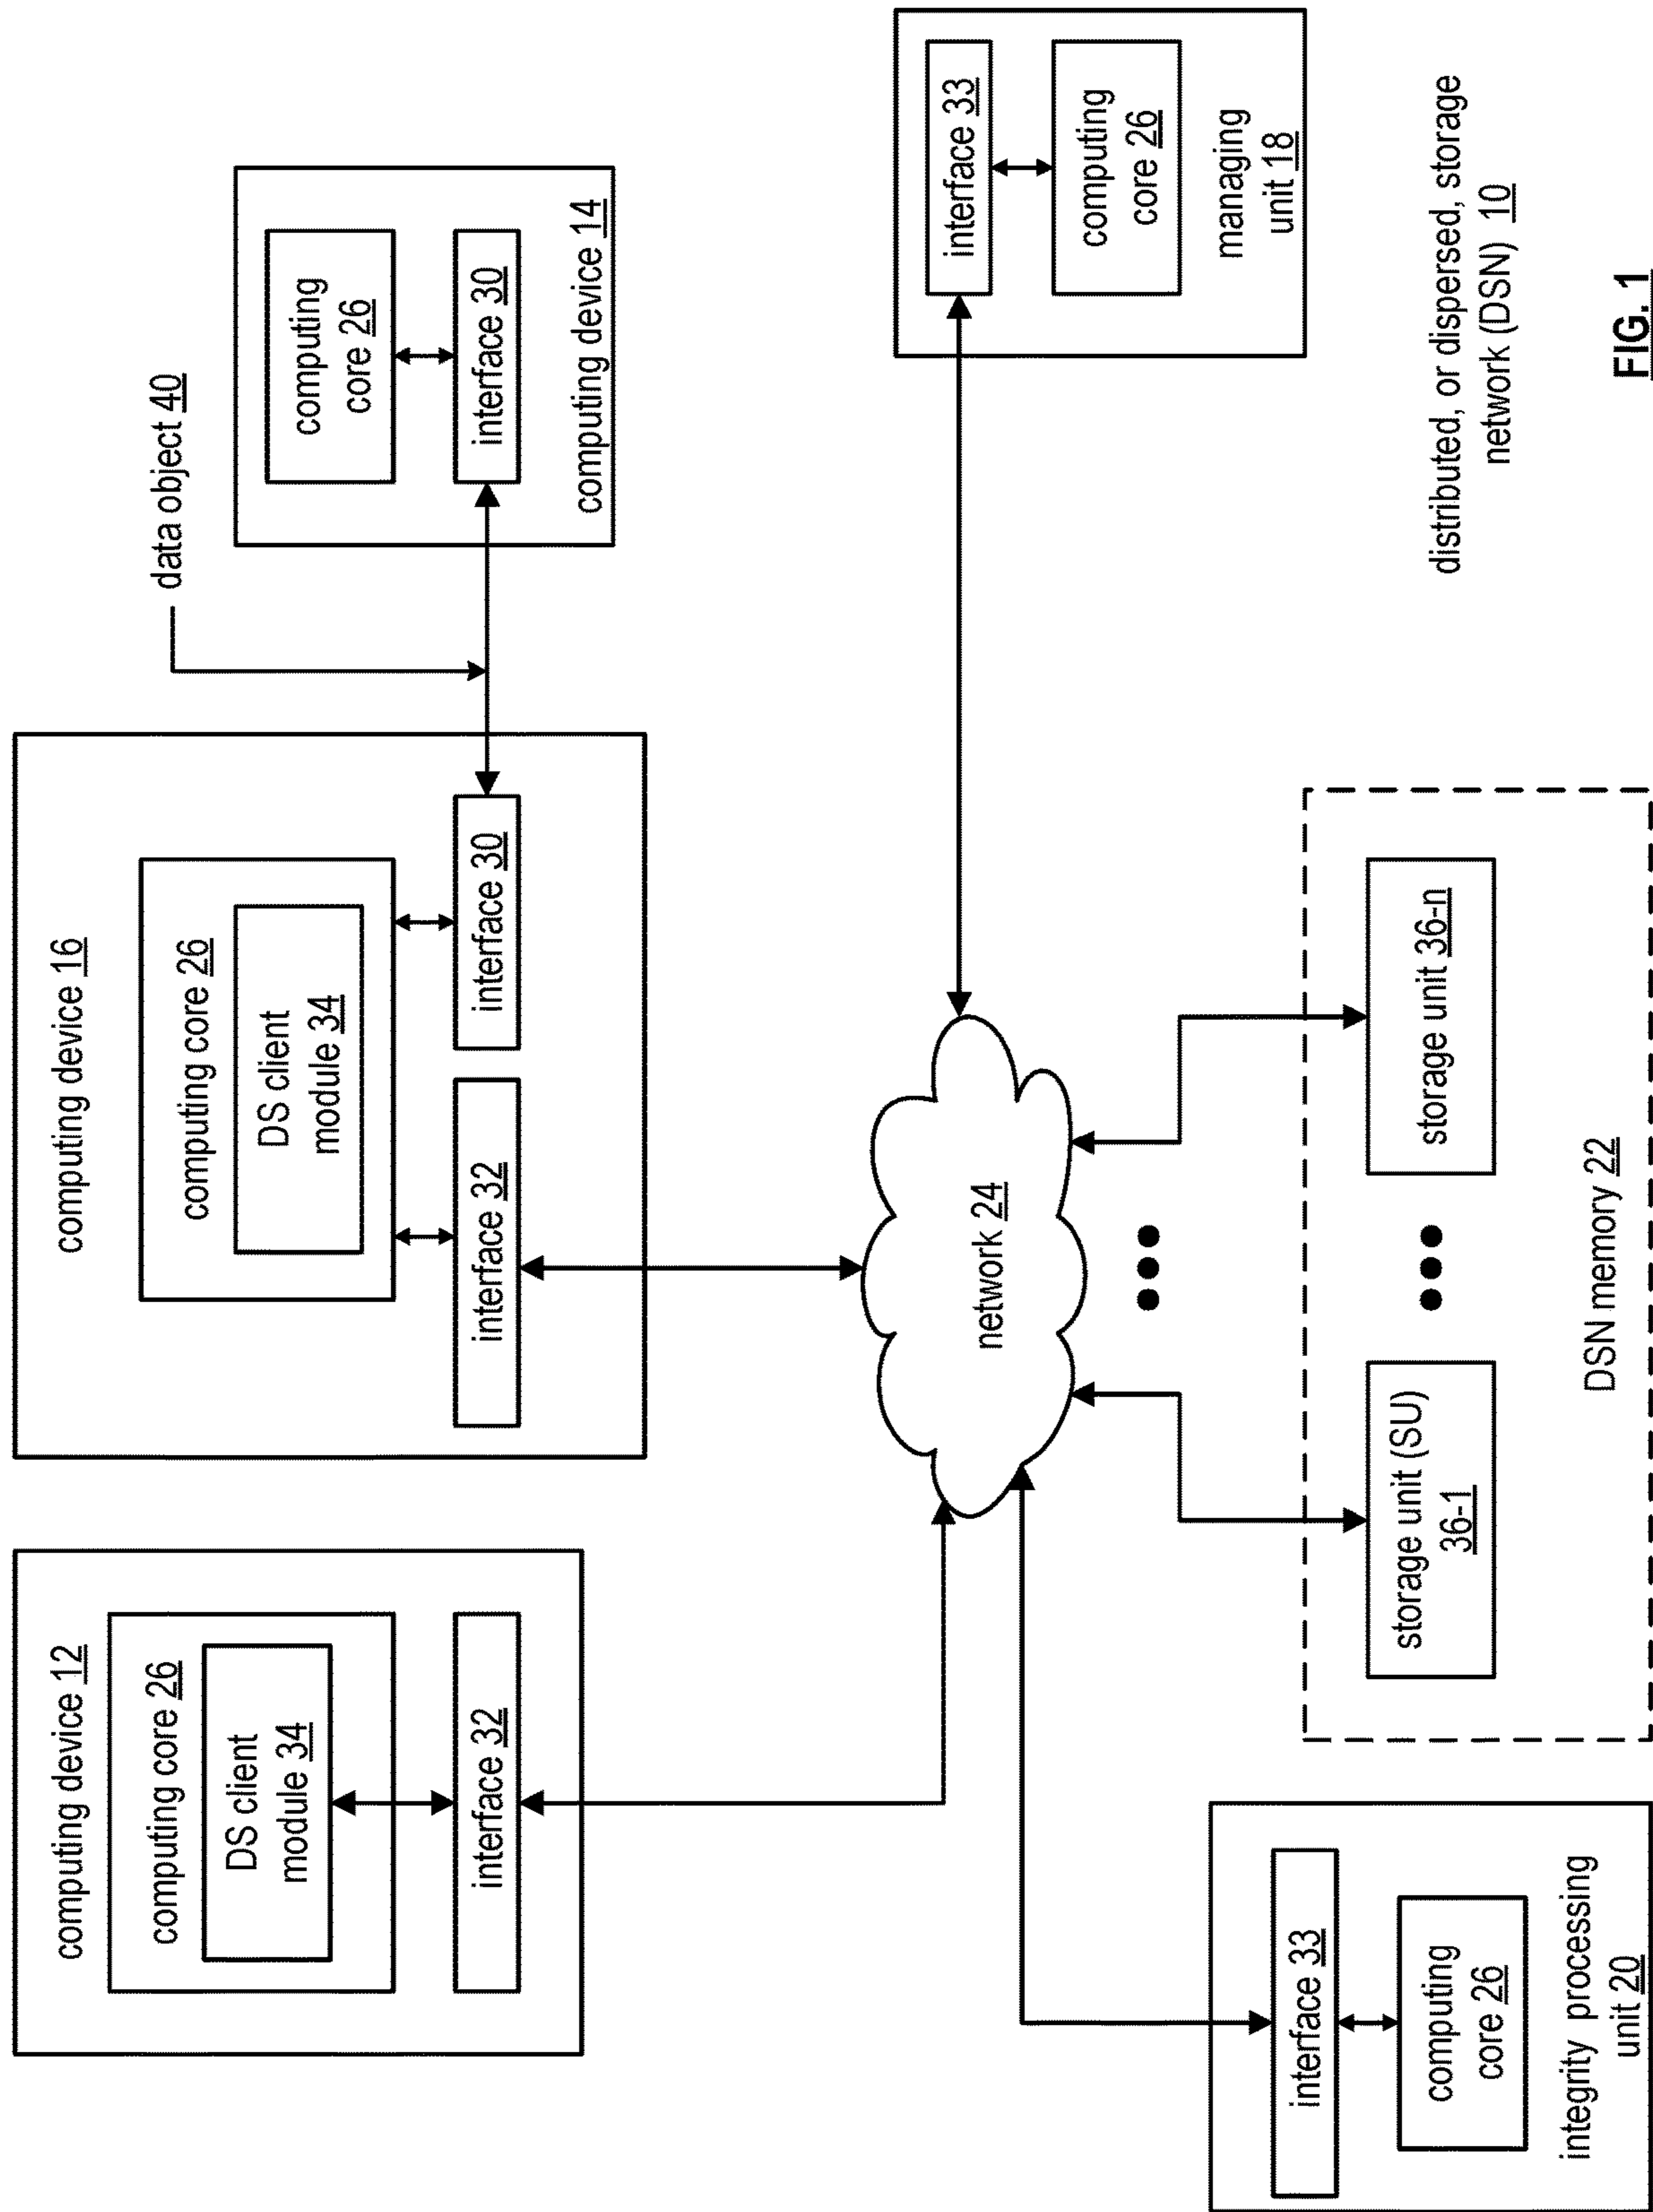 computing device 12
computing core 26
DS client
module 34
interface 32
computing device 16
computing core 26
DS client
module 34
interface 32
interface 30
data object 40
computing
core 26
interface 30
computing device 14
network 24
interface 33
computing
core 26
managing
unit 18
interface 33
computing
core 26
integrity processing
unit 20
storage unit (SU)
36-1
storage unit 36-n
DSN memory 22
distributed, or dispersed, storage
network (DSN) 10
FIG. 1